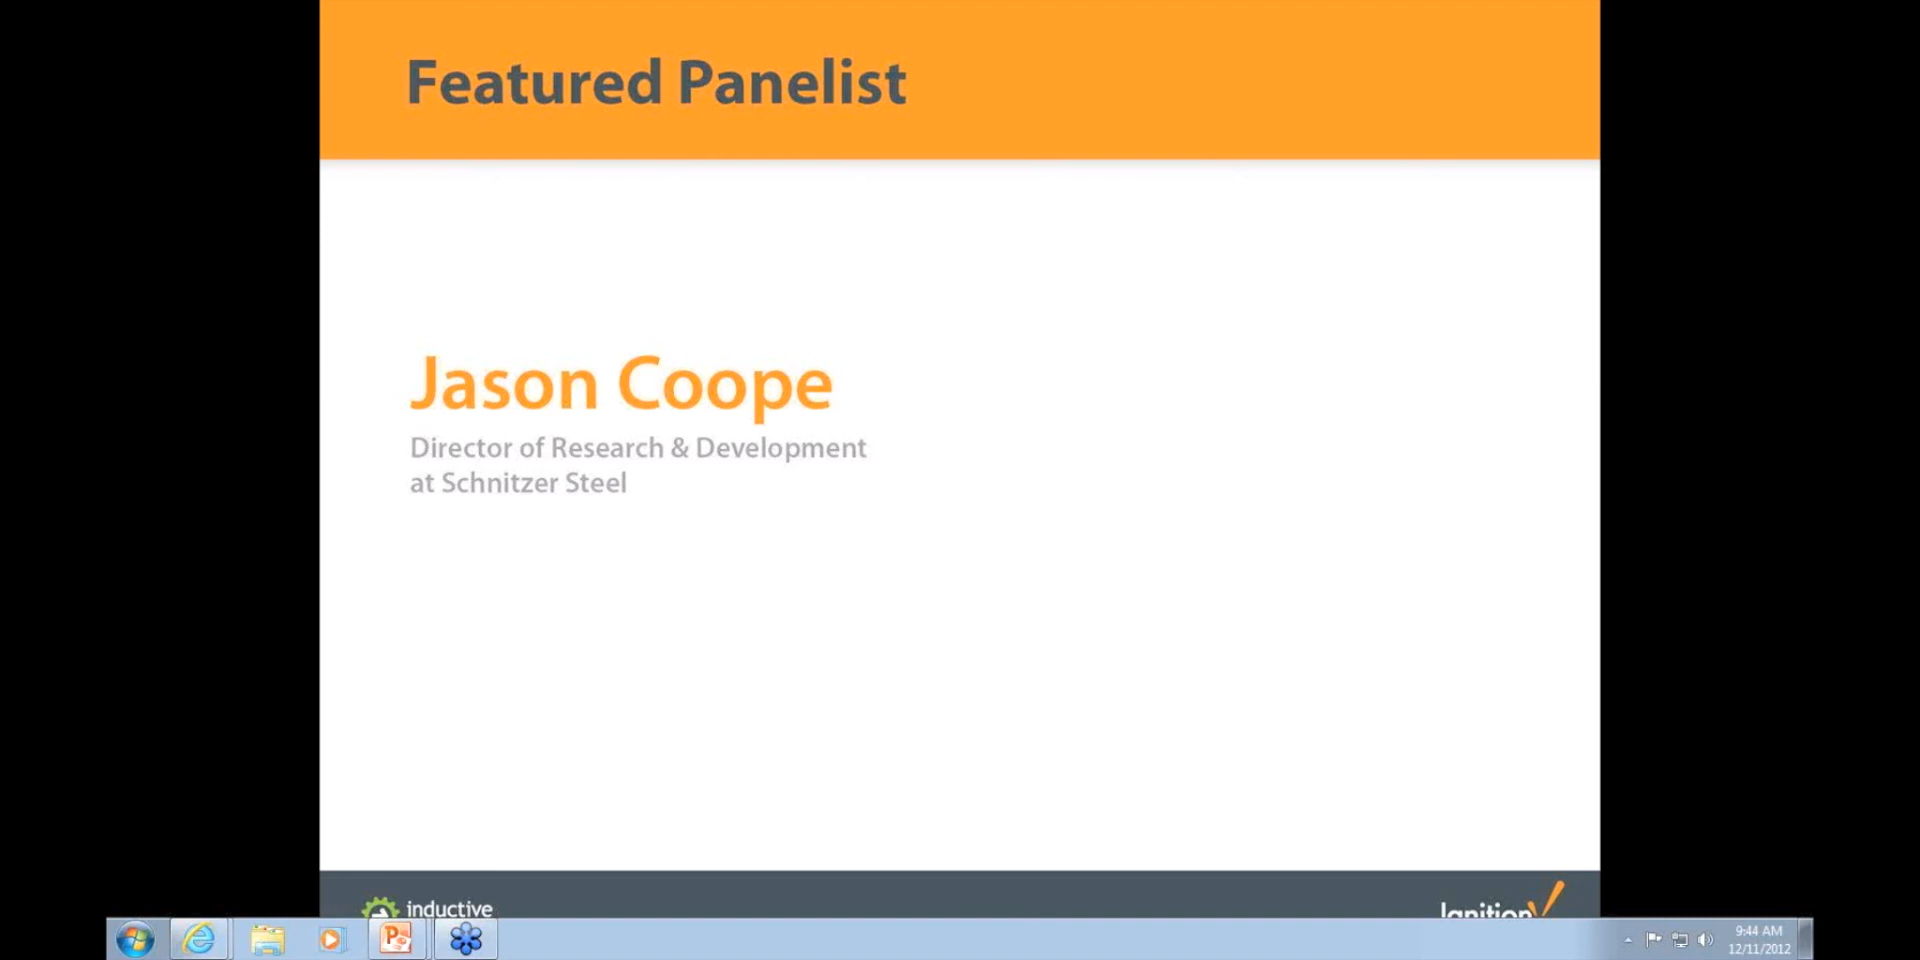 Featured Panelist
Jason Coope
Director of Research & Development
at Schnitzer Steel
inductive
Ignition
9:44 AM
12/11/2012